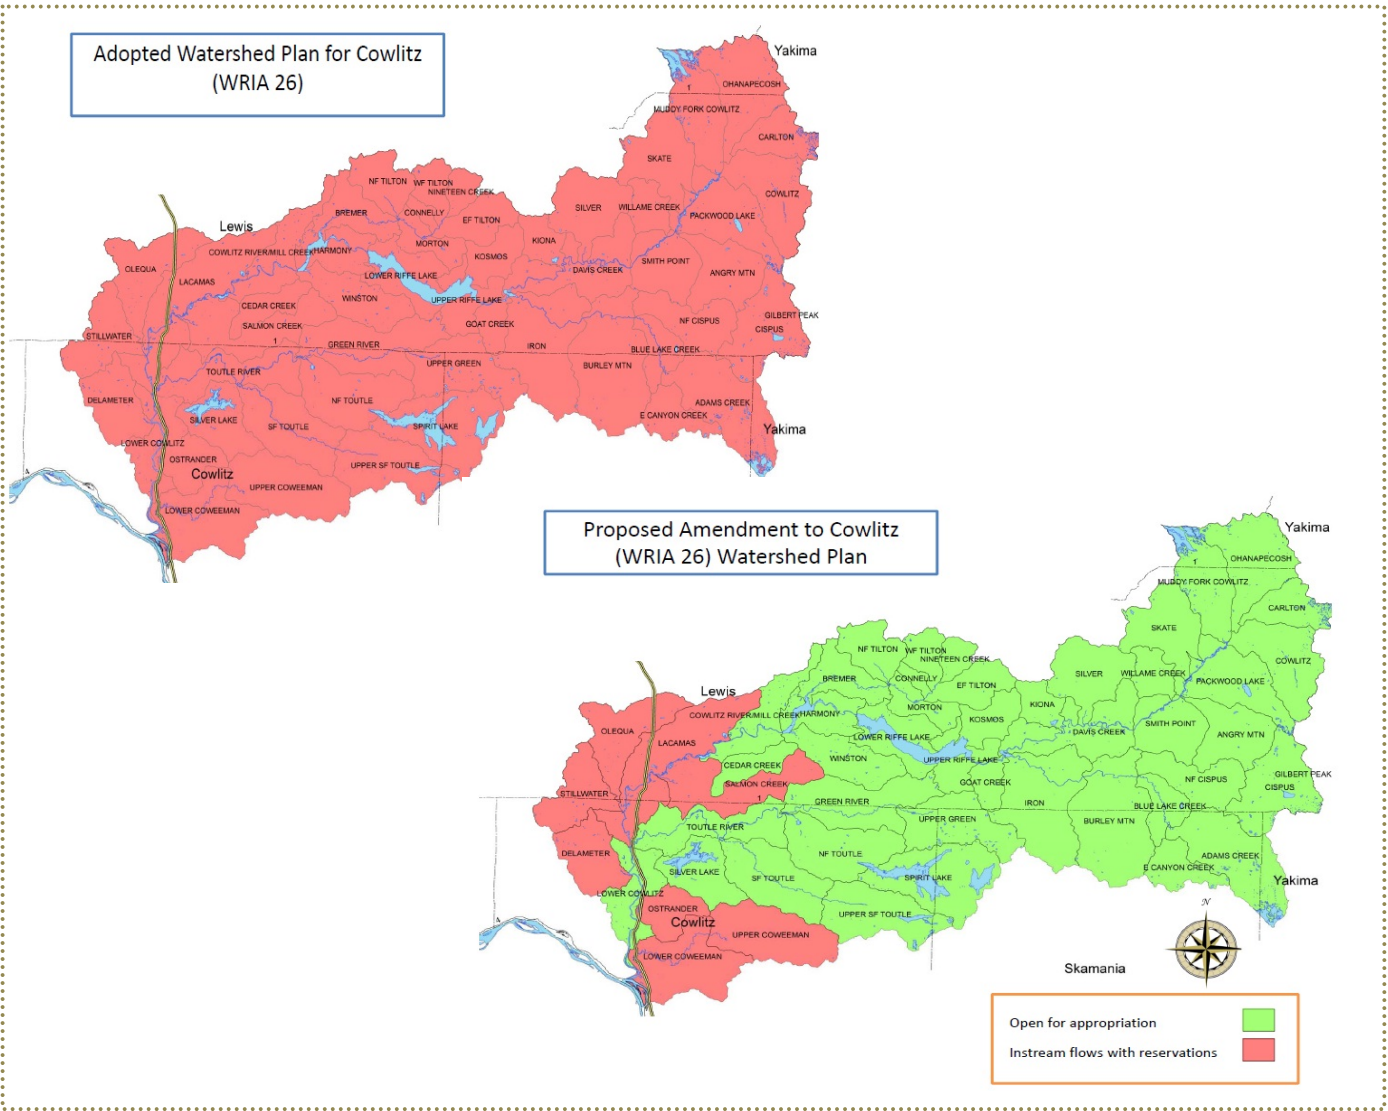 Adopted Watershed Plan for Cowlitz
(WRIA 26)
Yakima
OHANAPECOSH
1
MUDDY FORK COWLITZ
CARLTON
SKATE
NF TILTON
WF TILTON
NINETEEN CREEK
COWLITZ
SILVER
WILLAME CREEK
BREMER
CONNELLY
PACKWOOD LAKE
EF TILTON
Lewis
KIONA
MORTON
COWLITZ RIVER/MILL CREEK
HARMONY
KOSMOS
SMITH POINT
OLEQUA
DAVIS CREEK
ANGRY MTN
LOWER RIFFE LAKE
LACAMAS
WINSTON
UPPER RIFFE LAKE
CEDAR CREEK
GILBERT PEAK
NF CISPUS
SALMON CREEK
GOAT CREEK
CISPUS
STILLWATER
1
GREEN RIVER
IRON
BLUE LAKE CREEK
UPPER GREEN
BURLEY MTN
TOUTLE RIVER
DELAMETER
NF TOUTLE
ADAMS CREEK
E CANYON CREEK
SILVER LAKE
SF TOUTLE
SPIRIT LAKE
Yakima
LOWER COWLITZ
OSTRANDER
UPPER SF TOUTLE
Cowlitz
4
UPPER COWEEMAN
LOWER COWEEMAN
Proposed Amendment to Cowlitz
(WRIA 26) Watershed Plan
Yakima
OHANAPECOSH
1
MUDDY FORK COWLITZ
CARLTON
SKATE
NF TILTON
WF TILTON
NINETEEN CREEK
COWLITZ
SILVER
WILLAME CREEK
BREMER
CONNELLY
PACKWOOD LAKE
EF TILTON
Lewis
KIONA
MORTON
COWLITZ RIVER/MILL CREEK
HARMONY
KOSMOS
SMITH POINT
OLEQUA
DAVIS CREEK
ANGRY MTN
LOWER RIFFE LAKE
LACAMAS
WINSTON
UPPER RIFFE LAKE
CEDAR CREEK
GILBERT PEAK
NF CISPUS
SALMON CREEK
GOAT CREEK
CISPUS
STILLWATER
1
GREEN RIVER
IRON
BLUE LAKE CREEK
UPPER GREEN
BURLEY MTN
TOUTLE RIVER
DELAMETER
NF TOUTLE
ADAMS CREEK
E CANYON CREEK
SILVER LAKE
SF TOUTLE
SPIRIT LAKE
Yakima
LOWER COWLITZ
OSTRANDER
UPPER SF TOUTLE
Cowlitz
4
UPPER COWEEMAN
LOWER COWEEMAN
N
Skamania
Open for appropriation
Instream flows with reservations